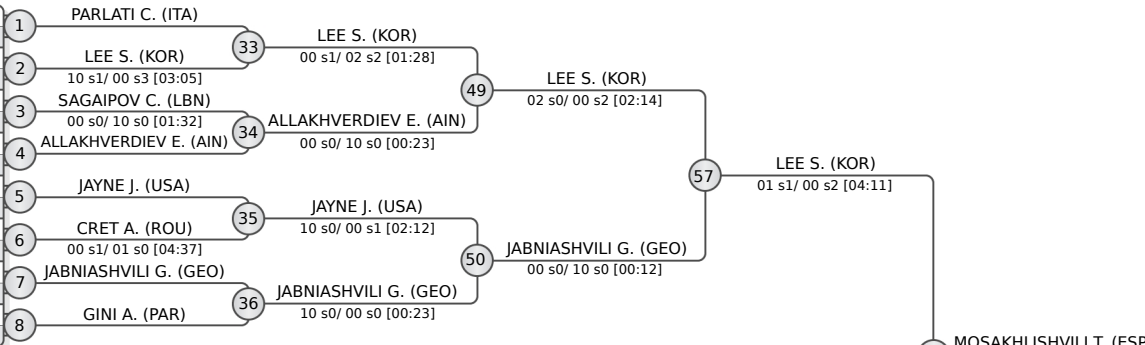 1
PARLATI C. (ITA)
33
LEE S. (KOR)
00 s1/ 02 s2 [01:28]
2
LEE S. (KOR)
10 s1/ 00 s3 [03:05]
49
LEE S. (KOR)
02 s0/ 00 s2 [02:14]
3
SAGAIPOV C. (LBN)
00 s0/ 10 s0 [01:32]
34
ALLAKHVERDIEV E. (AIN)
00 s0/ 10 s0 [00:23]
4
ALLAKHVERDIEV E. (AIN)
57
LEE S. (KOR)
01 s1/ 00 s2 [04:11]
5
JAYNE J. (USA)
35
JAYNE J. (USA)
10 s0/ 00 s1 [02:12]
6
CRET A. (ROU)
00 s1/ 01 s0 [04:37]
50
JABNIASHVILI G. (GEO)
00 s0/ 10 s0 [00:12]
7
JABNIASHVILI G. (GEO)
36
JABNIASHVILI G. (GEO)
10 s0/ 00 s0 [00:23]
8
GINI A. (PAR)